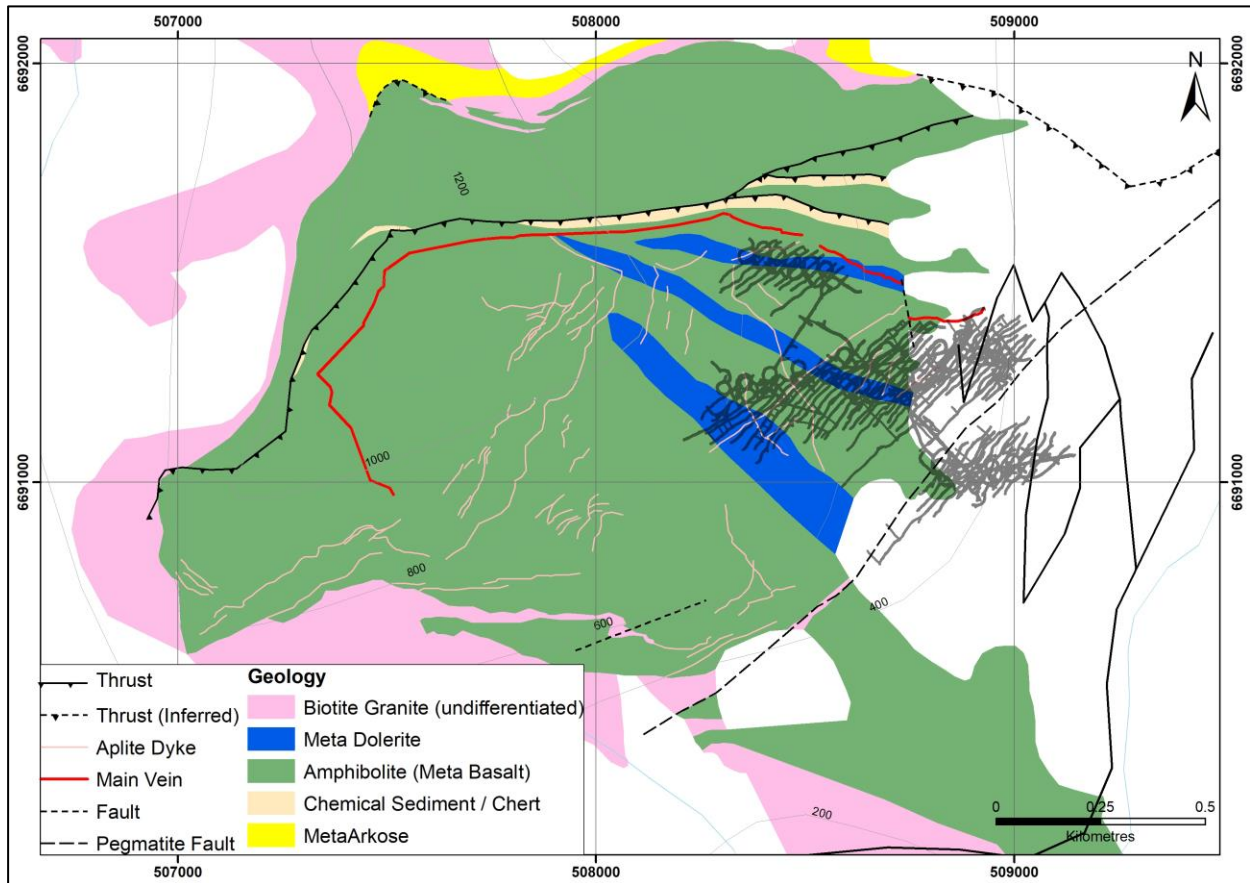 507000 508000 509000
6692000 6692000
N
1200
1000
6691000 6691000
800
600
400
200
Thrust
Thrust (Inferred)
Aplite Dyke
Main Vein
Fault
Pegmatite Fault
Geology
Biotite Granite (undifferentiated)
Meta Dolerite
Amphibolite (Meta Basalt)
Chemical Sediment / Chert
MetaArkose
0 0.25 0.5
Kilometres
507000 508000 509000